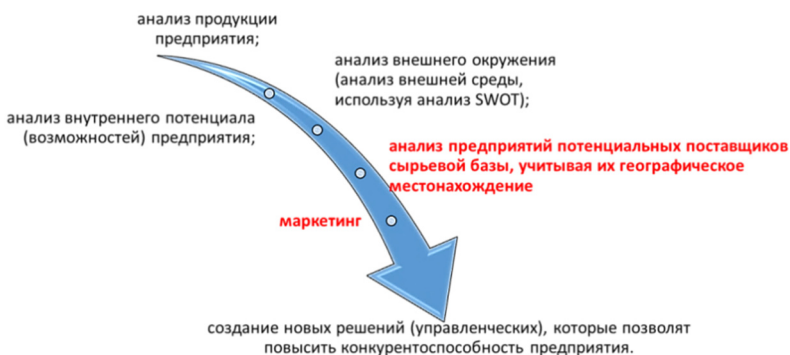 анализ продукции
предприятия;
анализ внешнего окружения
(анализ внешней среды,
используя анализ SWOT);
анализ внутреннего потенциала
(возможностей) предприятия;
анализ предприятий потенциальных поставщиков
сырьевой базы, учитывая их географическое
местонахождение
маркетинг
создание новых решений (управленческих), которые позволят
повысить конкурентоспособность предприятия.